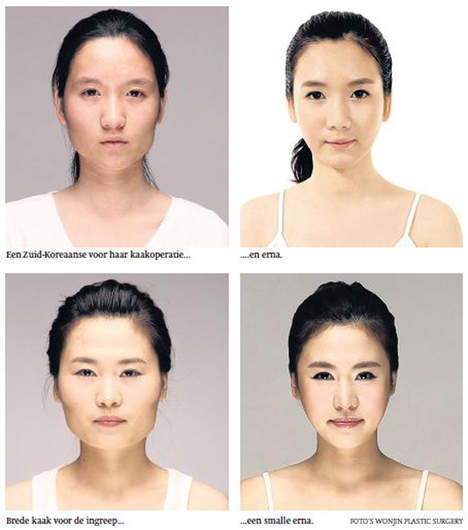 Een Zuid-Koreaanse voor haar kaakoperatie...
....en erna.
Brede kaak voor de ingreep...
...een smalle erna.
FOTO'S WONJIN PLASTIC SURGERY